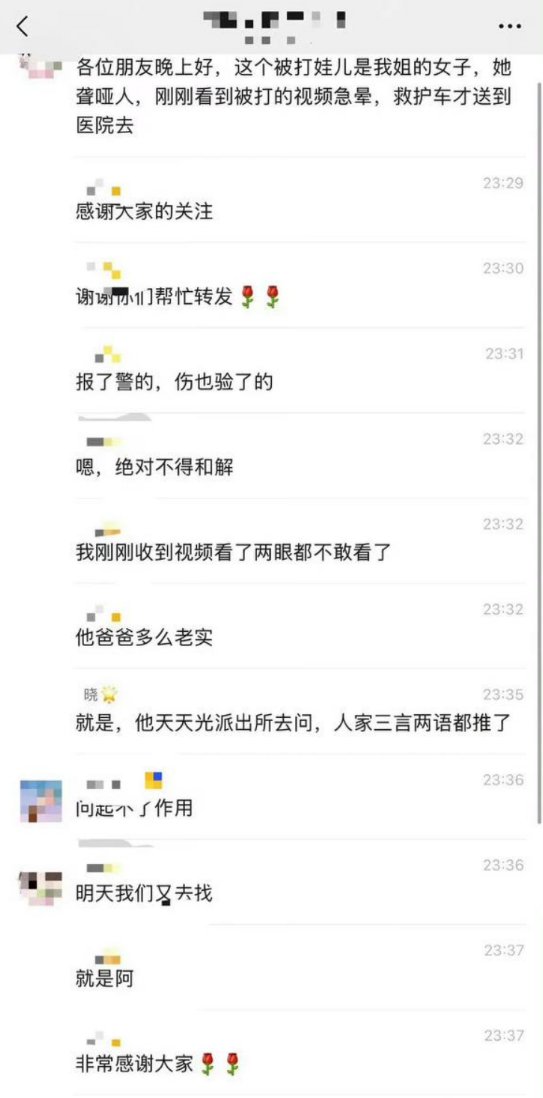 各位朋友晚上好，这个被打娃儿是我姐的女子，她
聋哑人，刚刚看到被打的视频急晕，救护车才送到
医院去
23:29
感谢大家的关注
23:30
谢谢你们帮忙转发🌹🌹
23:31
报了警的，伤也验了的
23:32
嗯，绝对不得和解
23:32
我刚刚收到视频看了两眼都不敢看了
23:32
他爸爸多么老实
晓🌟
23:35
就是，他天天光派出所去问，人家三言两语都推了
23:36
问起不了作用
23:36
明天我们又去找
23:37
就是阿
23:37
非常感谢大家🌹🌹